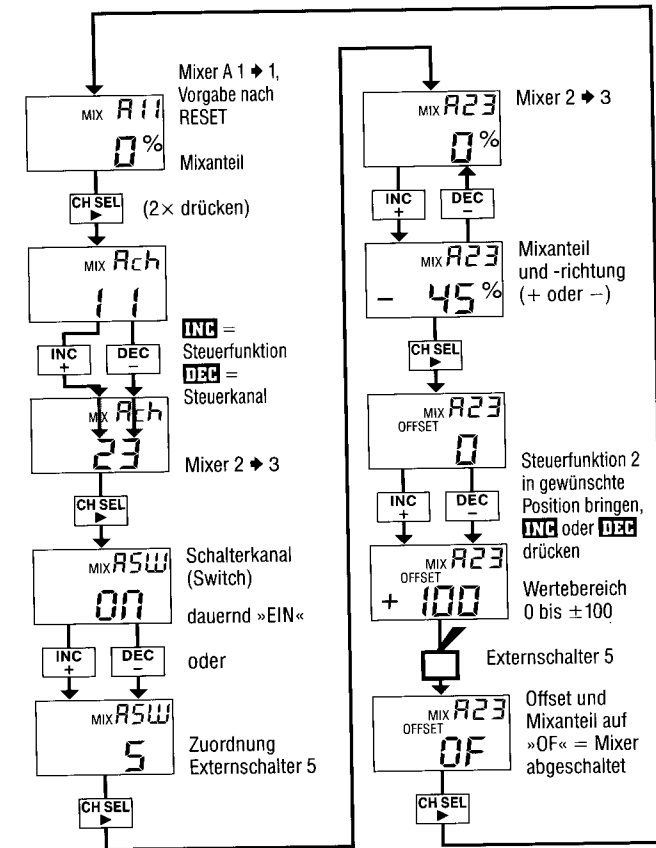 MIX A11
0%
Mixer A 1 ➧ 1,
Vorgabe nach
RESET
Mixanteil
CH SEL
▶
(2× drücken)
MIX Ach
1 1
INC
+
DEC
−
INC =
Steuerfunktion
DEC =
Steuerkanal
MIX Ach
23
Mixer 2 ➧ 3
CH SEL
▶
MIX ASW
ON
Schalterkanal
(Switch)
dauernd »EIN«
INC
+
DEC
−
oder
MIX ASW
5
Zuordnung
Externschalter 5
CH SEL
▶
MIX A23
0%
Mixer 2 ➧ 3
INC
+
DEC
−
MIX A23
− 45%
Mixanteil
und -richtung
(+ oder −)
CH SEL
▶
MIX A23
OFFSET
0
INC
+
DEC
−
Steuerfunktion 2
in gewünschte
Position bringen,
INC oder DEC
drücken
MIX A23
OFFSET
+ 100
Wertebereich
0 bis ±100
Externschalter 5
MIX A23
OFFSET
OF
Offset und
Mixanteil auf
»OF« = Mixer
abgeschaltet
CH SEL
▶